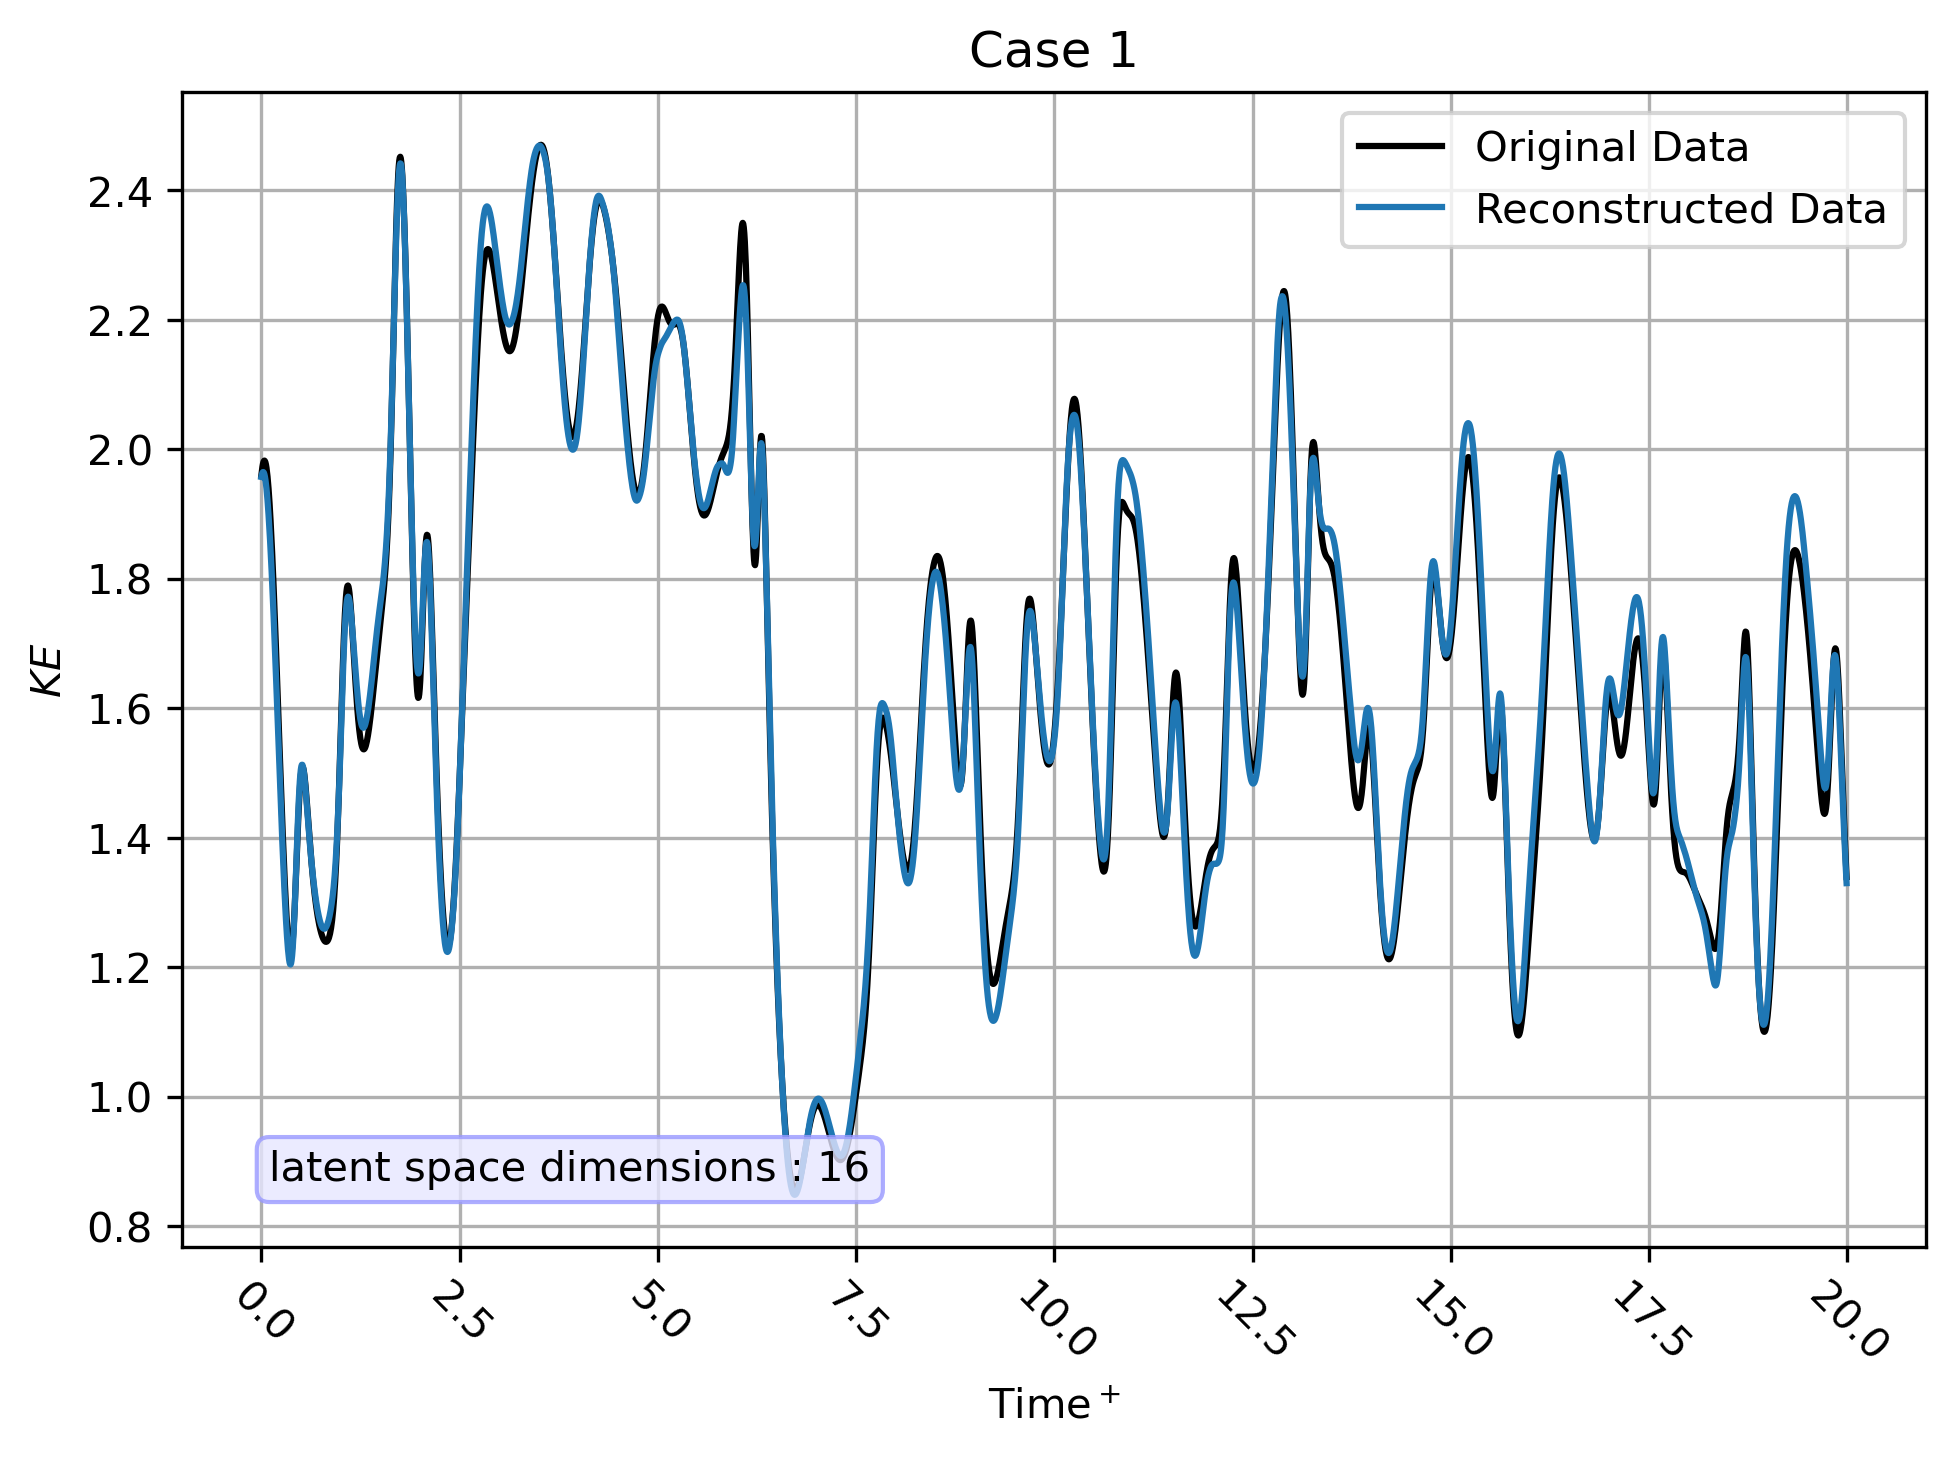 Case 1
Original Data
Reconstructed Data
2.4
2.2
2.0
1.8
1.6
1.4
1.2
1.0
0.8
KE
latent space dimensions : 16
0.0 2.5 5.0 7.5 10.0 12.5 15.0 17.5 20.0
Time⁺